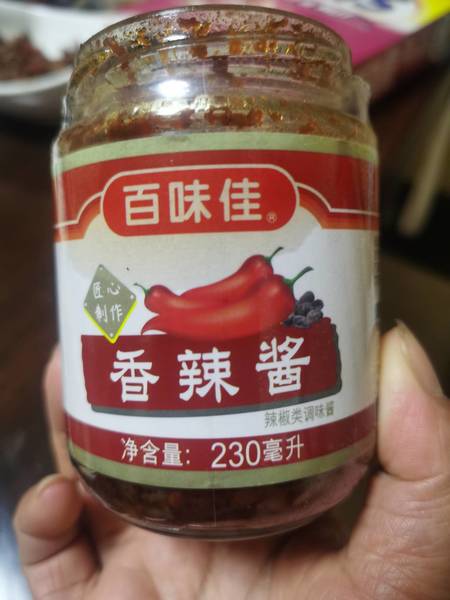 百味佳®
匠心
制作
香辣酱
辣椒类调味酱
净含量：230毫升